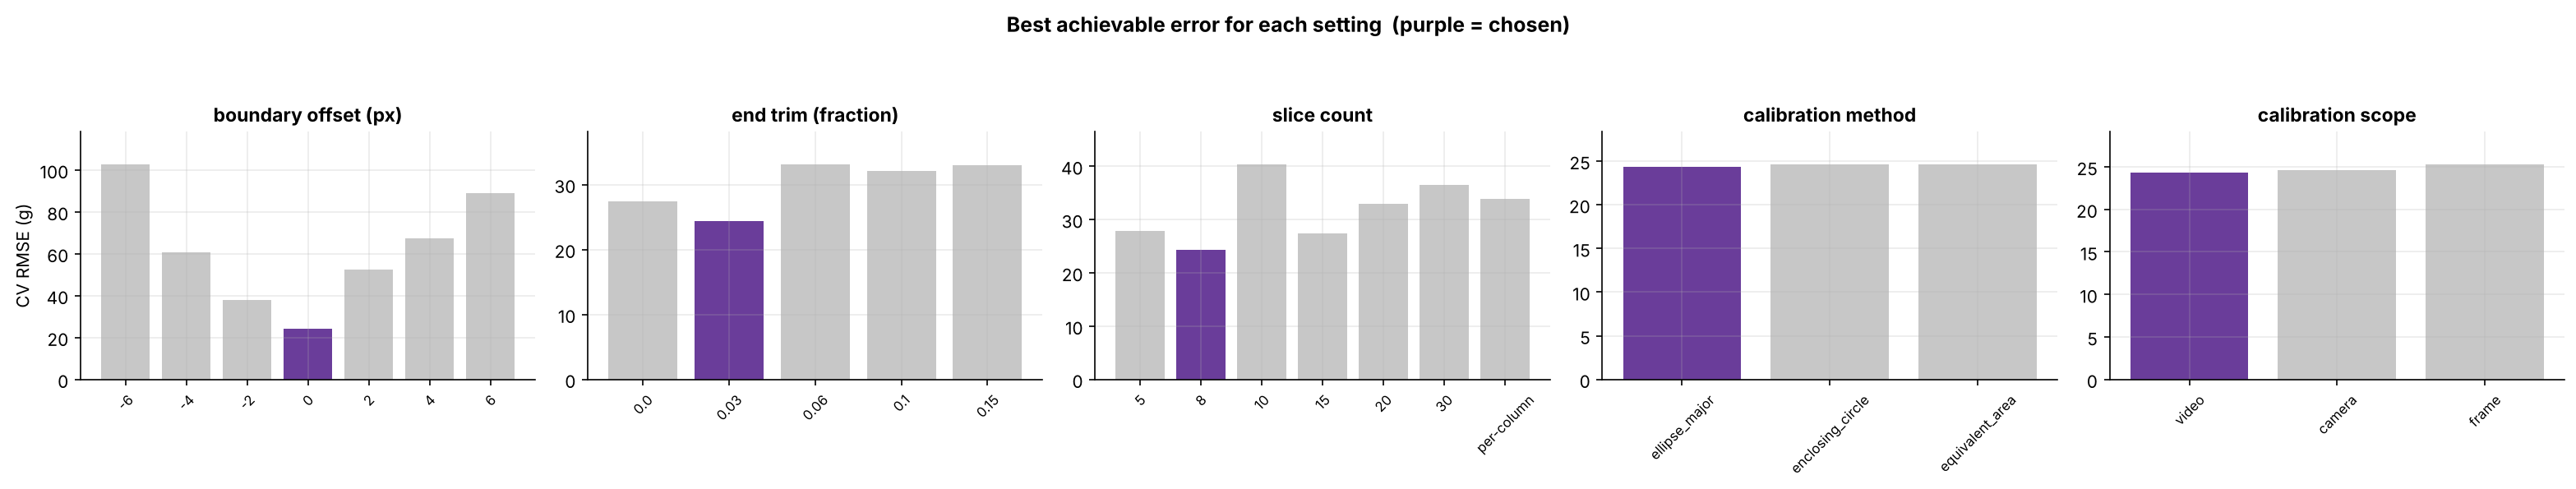 Best achievable error for each setting (purple = chosen)
boundary offset (px)
CV RMSE (g)
100
80
60
40
20
0
-6 -4 -2 0 2 4 6
end trim (fraction)
30
20
10
0
0.0 0.03 0.06 0.1 0.15
slice count
40
30
20
10
0
5 8 10 15 20 30 per-column
calibration method
25
20
15
10
5
0
ellipse_major enclosing_circle equivalent_area
calibration scope
25
20
15
10
5
0
video camera frame